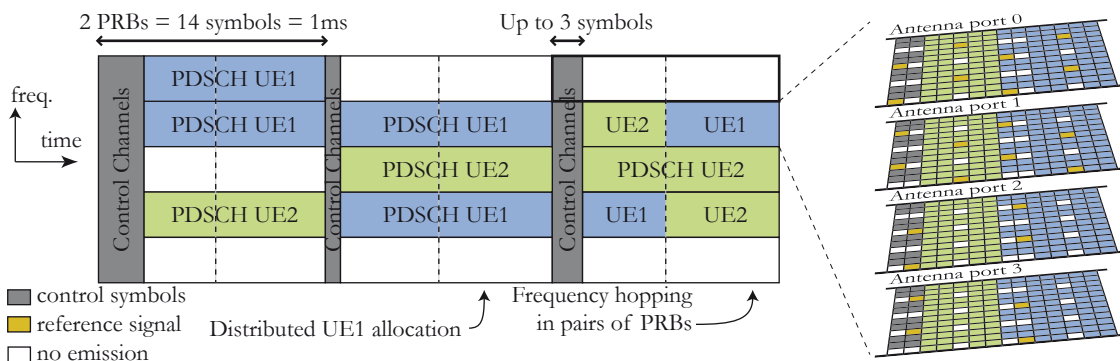 2 PRBs = 14 symbols = 1ms
Up to 3 symbols
freq.
time
Control Channels
PDSCH UE1
PDSCH UE1
PDSCH UE2
Control Channels
PDSCH UE1
PDSCH UE2
PDSCH UE1
Control Channels
UE2
UE1
PDSCH UE2
UE1
UE2
control symbols
reference signal
no emission
Distributed UE1 allocation
Frequency hopping
in pairs of PRBs
Antenna port 0
Antenna port 1
Antenna port 2
Antenna port 3